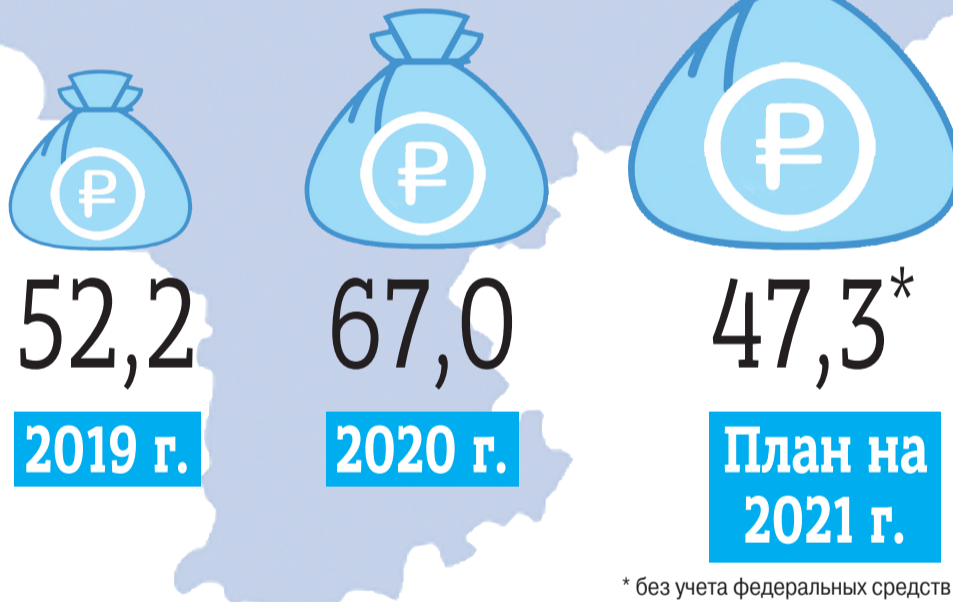 ₽
₽
₽
52,2
67,0
47,3*
2019 г.
2020 г.
План на
2021 г.
* без учета федеральных средств